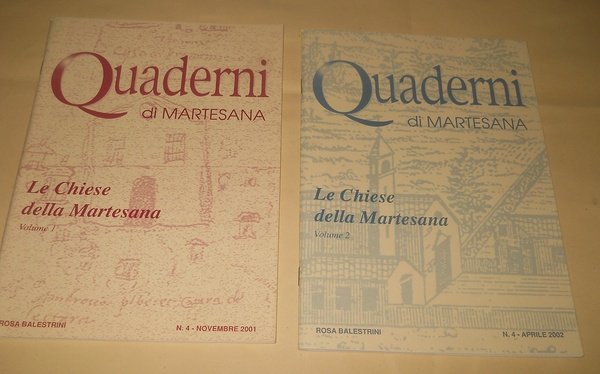 Quaderni
di MARTESANA
Le Chiese
della Martesana
Volume 1
ROSA BALESTRINI
N. 4 - NOVEMBRE 2001
Quaderni
di MARTESANA
Le Chiese
della Martesana
Volume 2
ROSA BALESTRINI
N. 4 - APRILE 2002